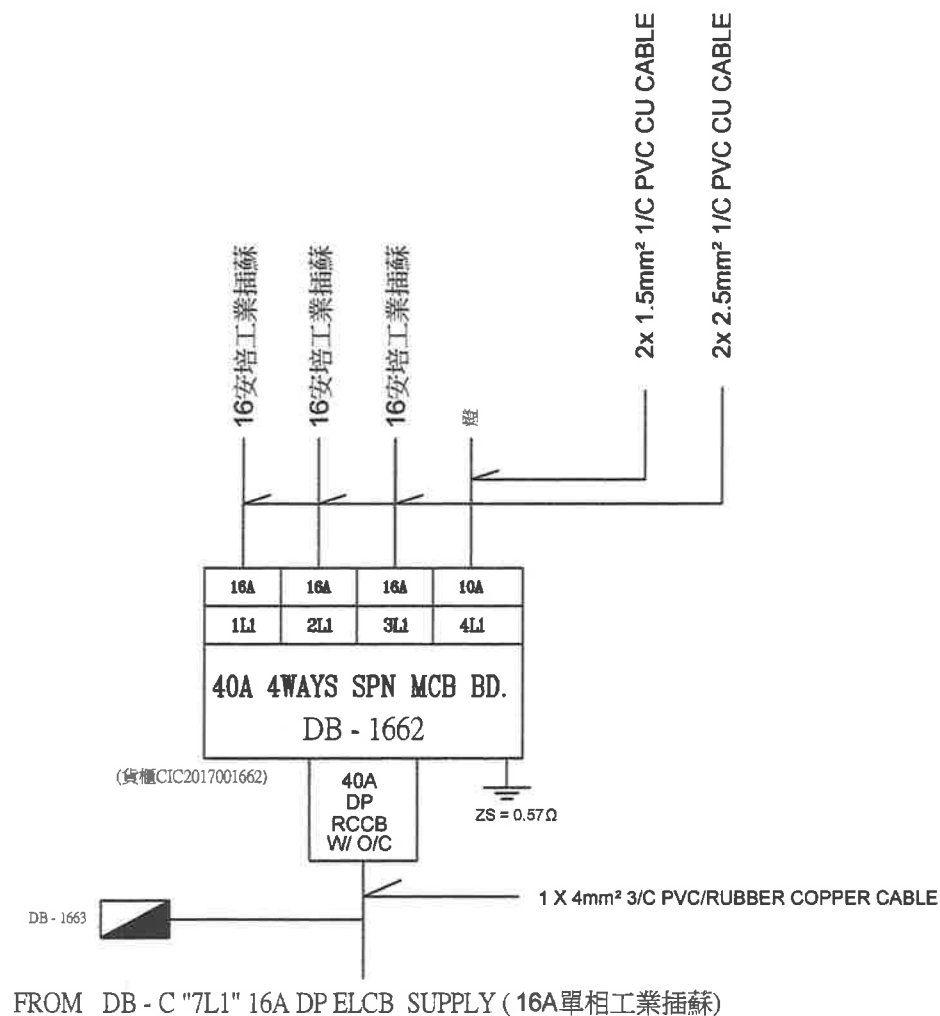 2x 1.5mm² 1/C PVC CU CABLE
2x 2.5mm² 1/C PVC CU CABLE
16安培工業插蘇
16安培工業插蘇
16安培工業插蘇
燈
16A 16A 16A 10A
1L1 2L1 3L1 4L1
40A 4WAYS SPN MCB BD.
DB - 1662
(貨櫃CIC2017001662)
40A
DP
RCCB
W/ O/C
ZS = 0.57Ω
1 X 4mm² 3/C PVC/RUBBER COPPER CABLE
DB - 1663
FROM DB - C "7L1" 16A DP ELCB SUPPLY ( 16A單相工業插蘇)